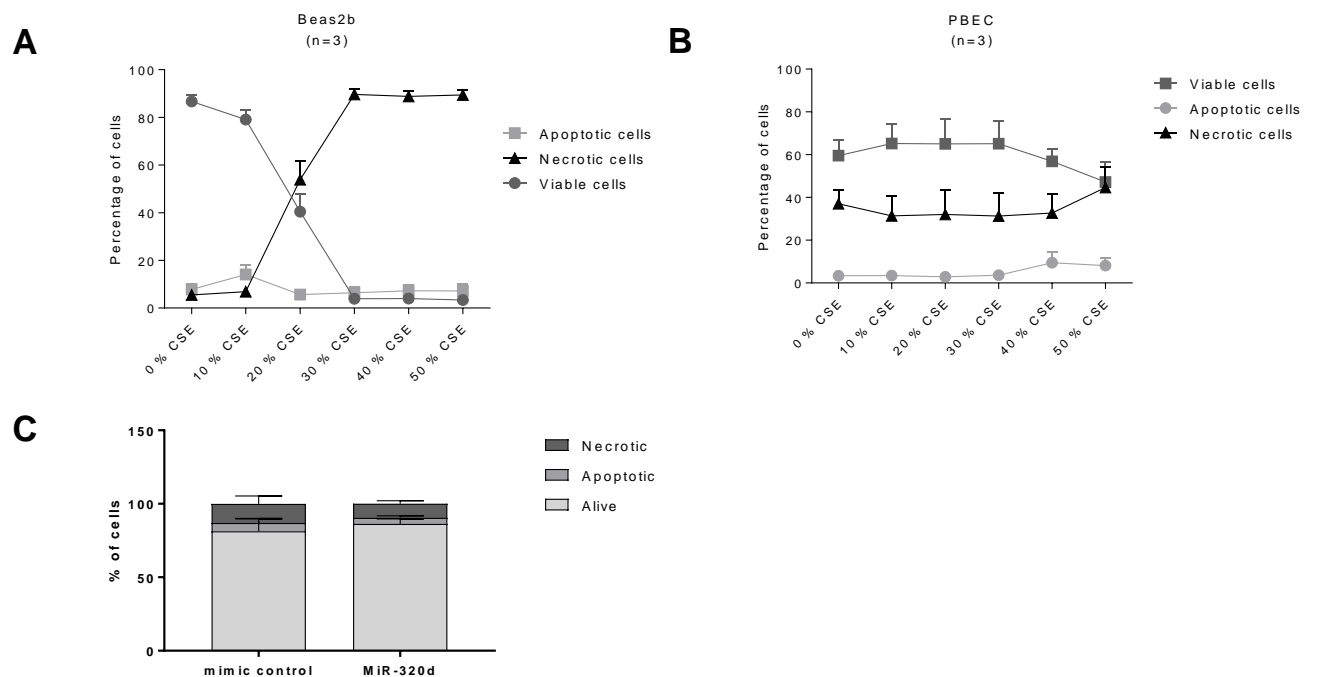 A
Beas2b
(n=3)
Percentage of cells
100
80
60
40
20
0
0 % CSE
10 % CSE
20 % CSE
30 % CSE
40 % CSE
50 % CSE
Apoptotic cells
Necrotic cells
Viable cells
B
PBEC
(n=3)
Percentage of cells
100
80
60
40
20
0
0 % CSE
10 % CSE
20 % CSE
30 % CSE
40 % CSE
50 % CSE
Viable cells
Apoptotic cells
Necrotic cells
C
% of cells
150
100
50
0
mimic control
MiR-320d
Necrotic
Apoptotic
Alive